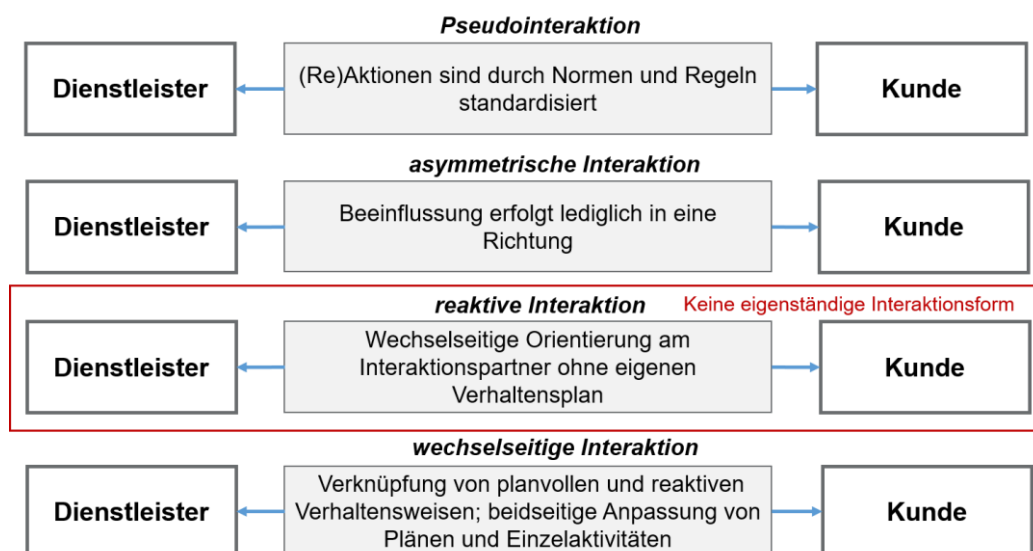 Pseudointeraktion
Dienstleister
(Re)Aktionen sind durch Normen und Regeln
standardisiert
Kunde
asymmetrische Interaktion
Dienstleister
Beeinflussung erfolgt lediglich in eine
Richtung
Kunde
reaktive Interaktion
Keine eigenständige Interaktionsform
Dienstleister
Wechselseitige Orientierung am
Interaktionspartner ohne eigenen
Verhaltensplan
Kunde
wechselseitige Interaktion
Dienstleister
Verknüpfung von planvollen und reaktiven
Verhaltensweisen; beidseitige Anpassung von
Plänen und Einzelaktivitäten
Kunde